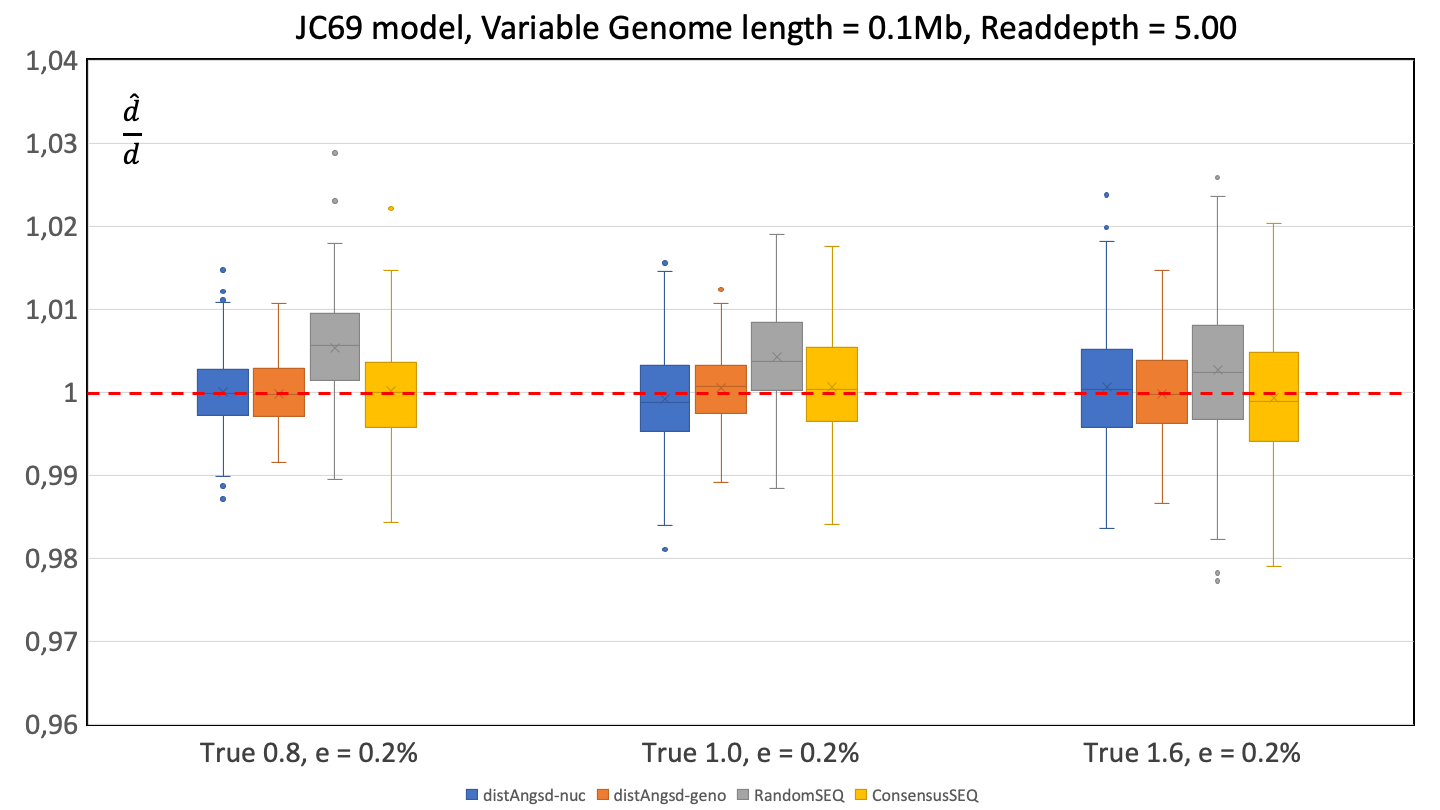 JC69 model, Variable Genome length = 0.1Mb, Readdepth = 5.00
1,04
d̂
d
1,03
1,02
1,01
1
0,99
0,98
0,97
0,96
True 0.8, e = 0.2%
True 1.0, e = 0.2%
True 1.6, e = 0.2%
distAngsd-nuc
distAngsd-geno
RandomSEQ
ConsensusSEQ